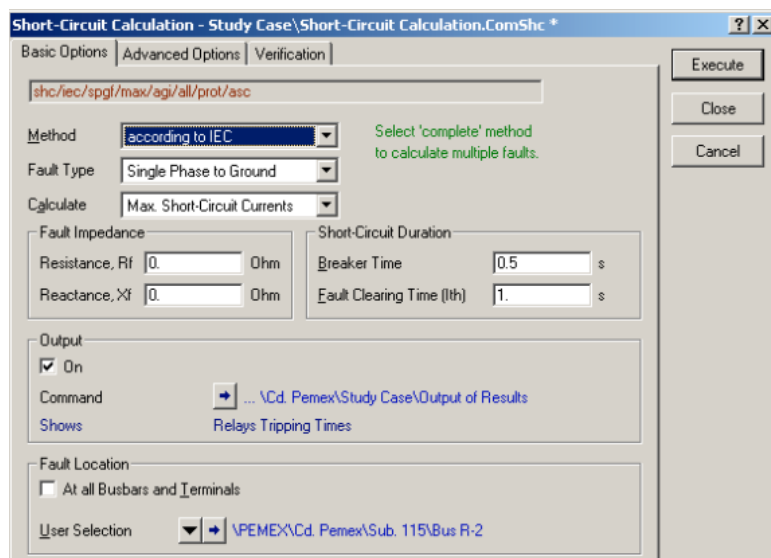 Short-Circuit Calculation - Study Case\Short-Circuit Calculation.ComShc *
Basic Options Advanced Options Verification
Execute
shc/iec/spgf/max/agi/all/prot/asc
Close
Method according to IEC Select 'complete' method
to calculate multiple faults.
Cancel
Fault Type Single Phase to Ground
Calculate Max. Short-Circuit Currents
Fault Impedance Short-Circuit Duration
Resistance, Rf 0. Ohm Breaker Time 0.5 s
Reactance, Xf 0. Ohm Fault Clearing Time (Ith) 1. s
Output
On
Command ... \Cd. Pemex\Study Case\Output of Results
Shows Relays Tripping Times
Fault Location
At all Busbars and Terminals
User Selection \PEMEX\Cd. Pemex\Sub. 115\Bus R-2